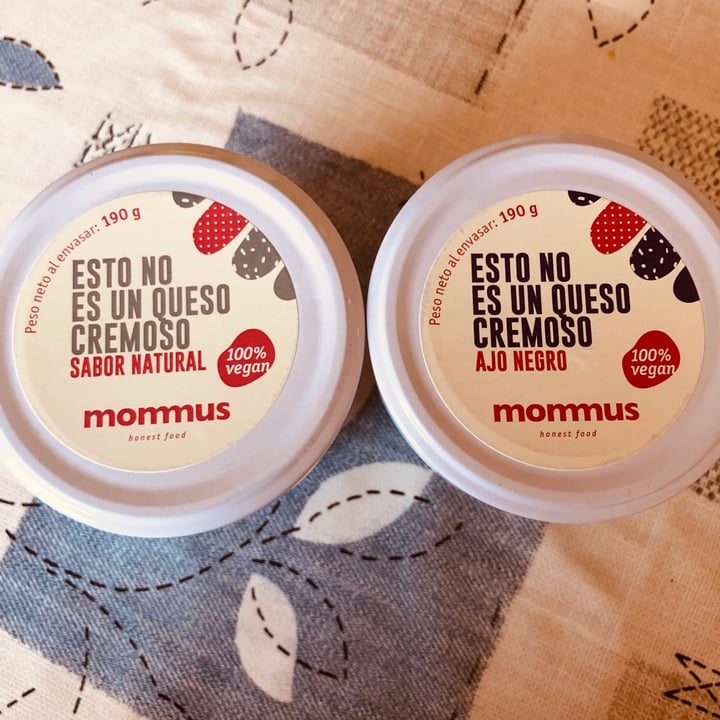 Peso neto al envasar: 190 g
ESTO NO
ES UN QUESO
CREMOSO
SABOR NATURAL
100%
vegan
mommus
honest food
Peso neto al envasar: 190 g
ESTO NO
ES UN QUESO
CREMOSO
AJO NEGRO
100%
vegan
mommus
honest food